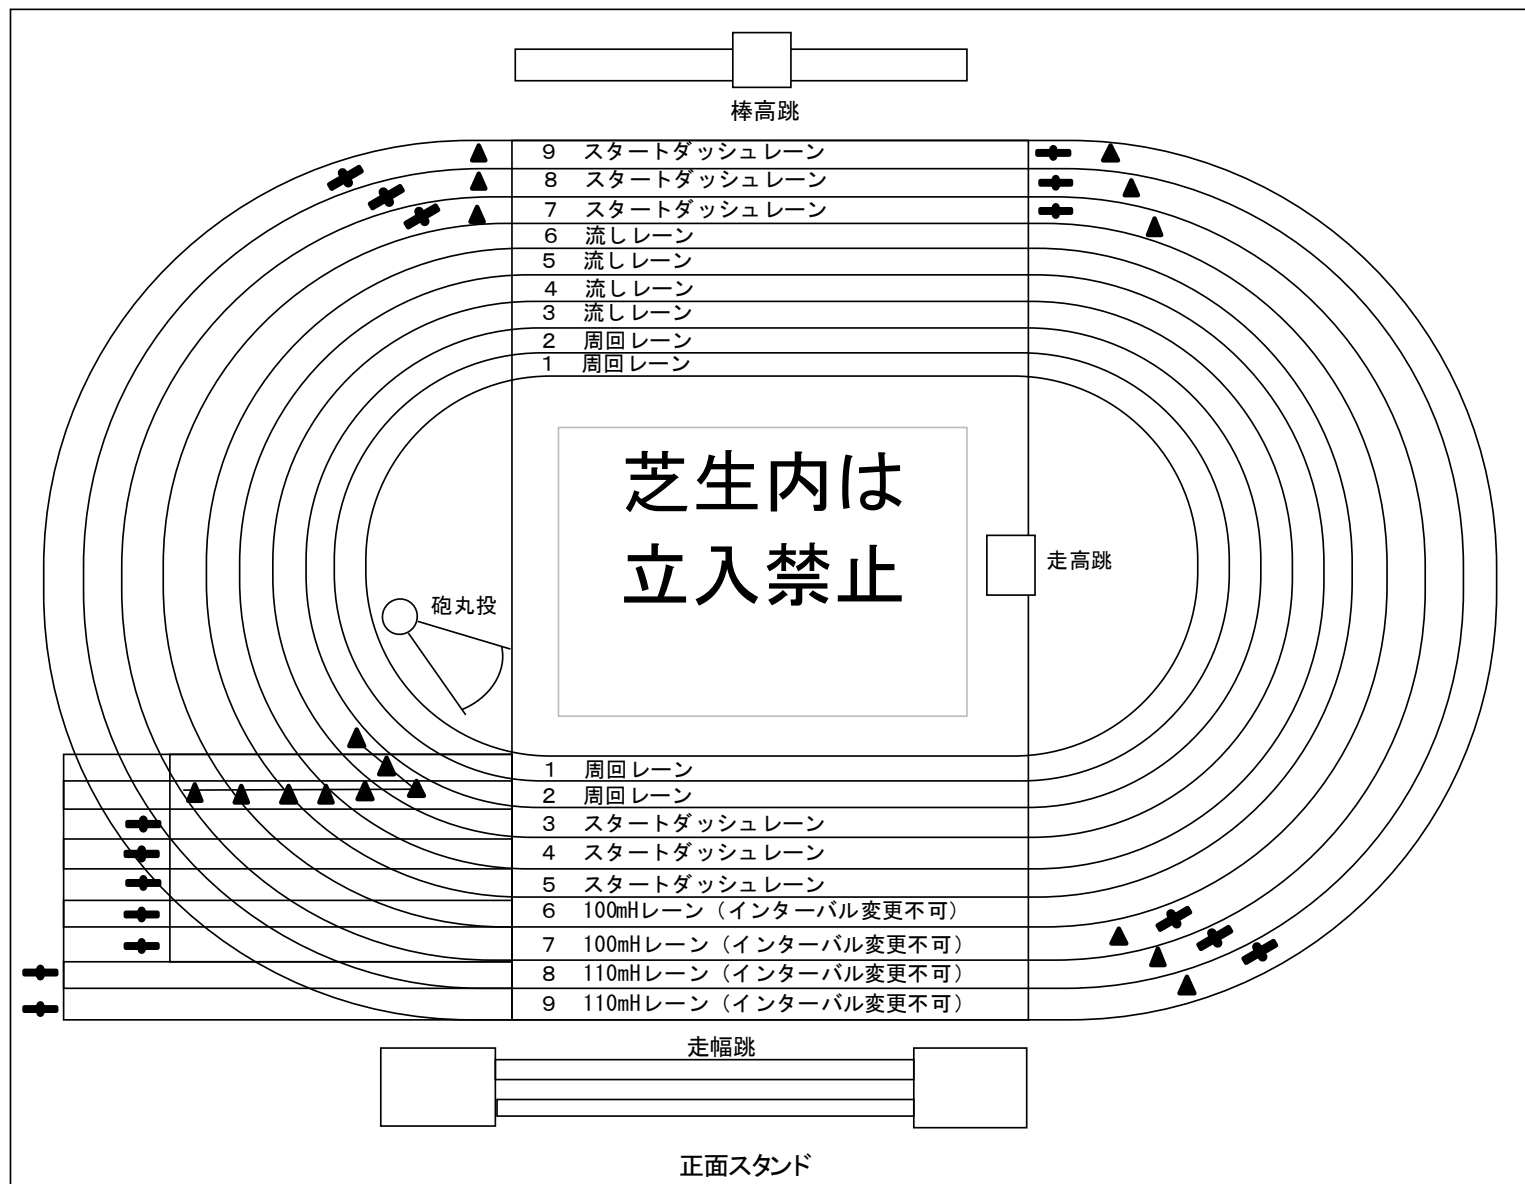 棒高跳
９ スタートダッシュレーン
８ スタートダッシュレーン
７ スタートダッシュレーン
６ 流しレーン
５ 流しレーン
４ 流しレーン
３ 流しレーン
２ 周回レーン
１ 周回レーン
芝生内は
立入禁止
走高跳
砲丸投
１ 周回レーン
２ 周回レーン
３ スタートダッシュレーン
４ スタートダッシュレーン
５ スタートダッシュレーン
６ 100mHレーン（インターバル変更不可）
７ 100mHレーン（インターバル変更不可）
８ 110mHレーン（インターバル変更不可）
９ 110mHレーン（インターバル変更不可）
走幅跳
正面スタンド